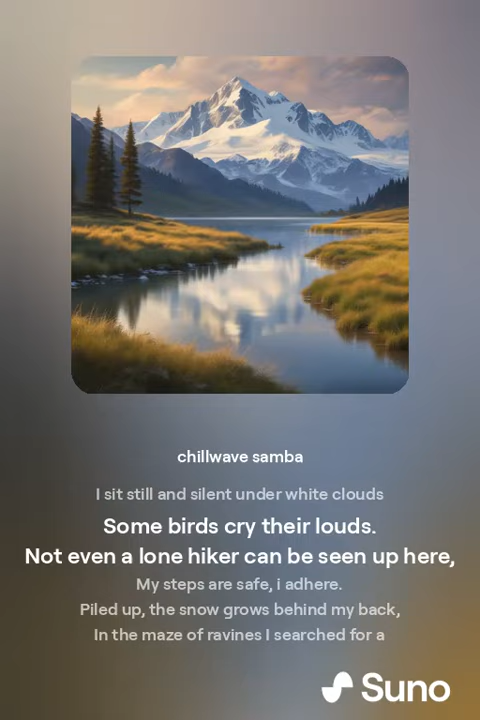 chillwave samba
I sit still and silent under white clouds
Some birds cry their louds.
Not even a lone hiker can be seen up here,
My steps are safe, i adhere.
Piled up, the snow grows behind my back,
In the maze of ravines I searched for a
Suno